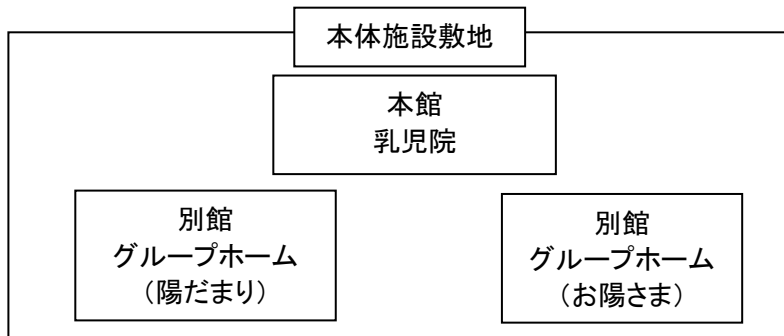 本体施設敷地
本館
乳児院
別館
グループホーム
（陽だまり）
別館
グループホーム
（お陽さま）